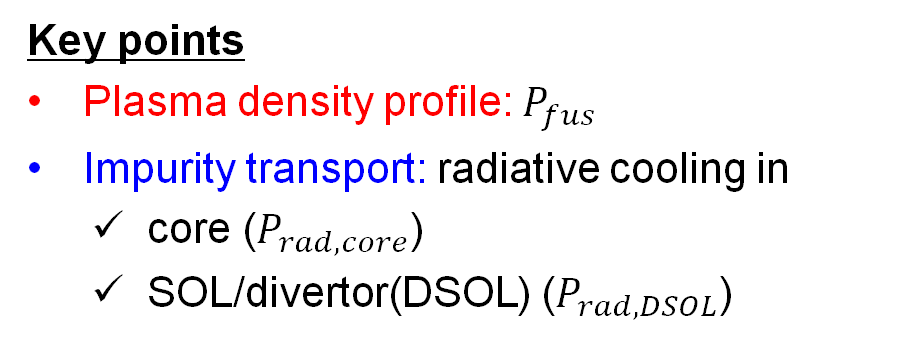 Key points
• Plasma density profile: P_fus
• Impurity transport: radiative cooling in
✓ core (P_rad,core)
✓ SOL/divertor(DSOL) (P_rad,DSOL)